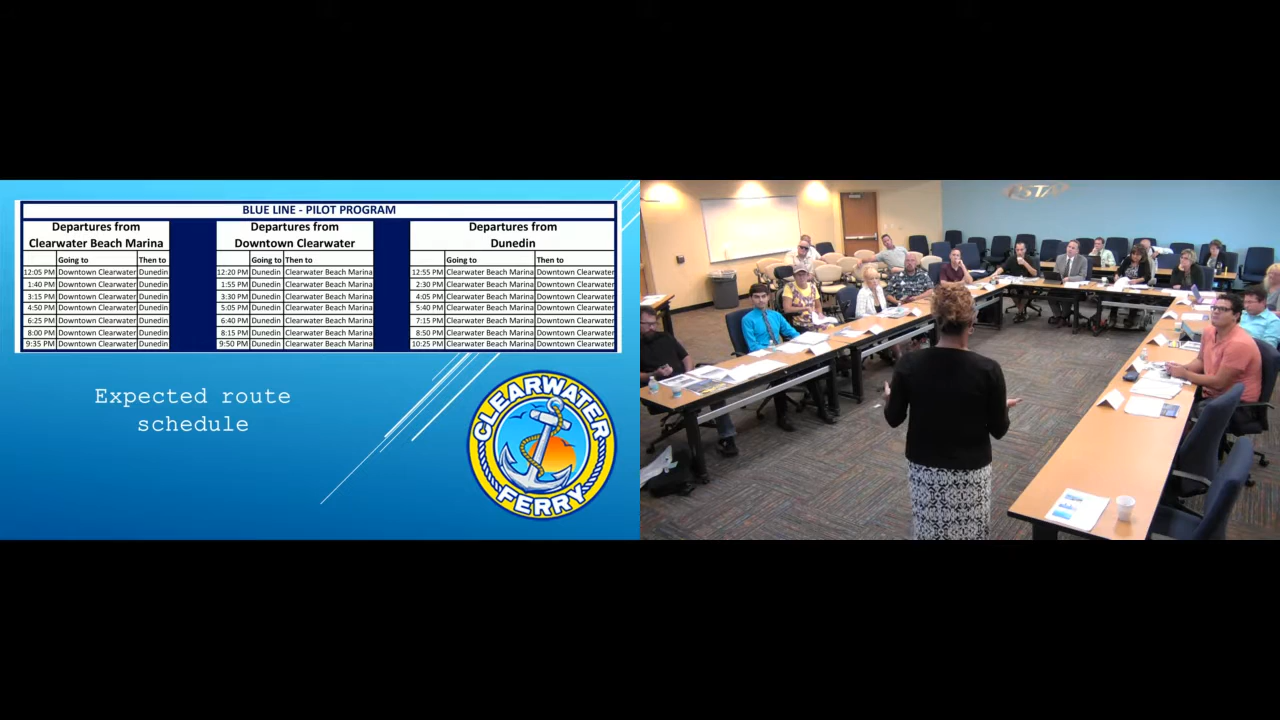 BLUE LINE - PILOT PROGRAM
Departures from
Clearwater Beach Marina
Going to Then to
12:05 PM Downtown Clearwater Dunedin
1:40 PM Downtown Clearwater Dunedin
3:15 PM Downtown Clearwater Dunedin
4:50 PM Downtown Clearwater Dunedin
6:25 PM Downtown Clearwater Dunedin
8:00 PM Downtown Clearwater Dunedin
9:35 PM Downtown Clearwater Dunedin
Departures from
Downtown Clearwater
Going to Then to
12:20 PM Dunedin Clearwater Beach Marina
1:55 PM Dunedin Clearwater Beach Marina
3:30 PM Dunedin Clearwater Beach Marina
5:05 PM Dunedin Clearwater Beach Marina
6:40 PM Dunedin Clearwater Beach Marina
8:15 PM Dunedin Clearwater Beach Marina
9:50 PM Dunedin Clearwater Beach Marina
Departures from
Dunedin
Going to Then to
12:55 PM Clearwater Beach Marina Downtown Clearwater
2:30 PM Clearwater Beach Marina Downtown Clearwater
4:05 PM Clearwater Beach Marina Downtown Clearwater
5:40 PM Clearwater Beach Marina Downtown Clearwater
7:15 PM Clearwater Beach Marina Downtown Clearwater
8:50 PM Clearwater Beach Marina Downtown Clearwater
10:25 PM Clearwater Beach Marina Downtown Clearwater
Expected route
schedule
CLEARWATER
FERRY
PSTA